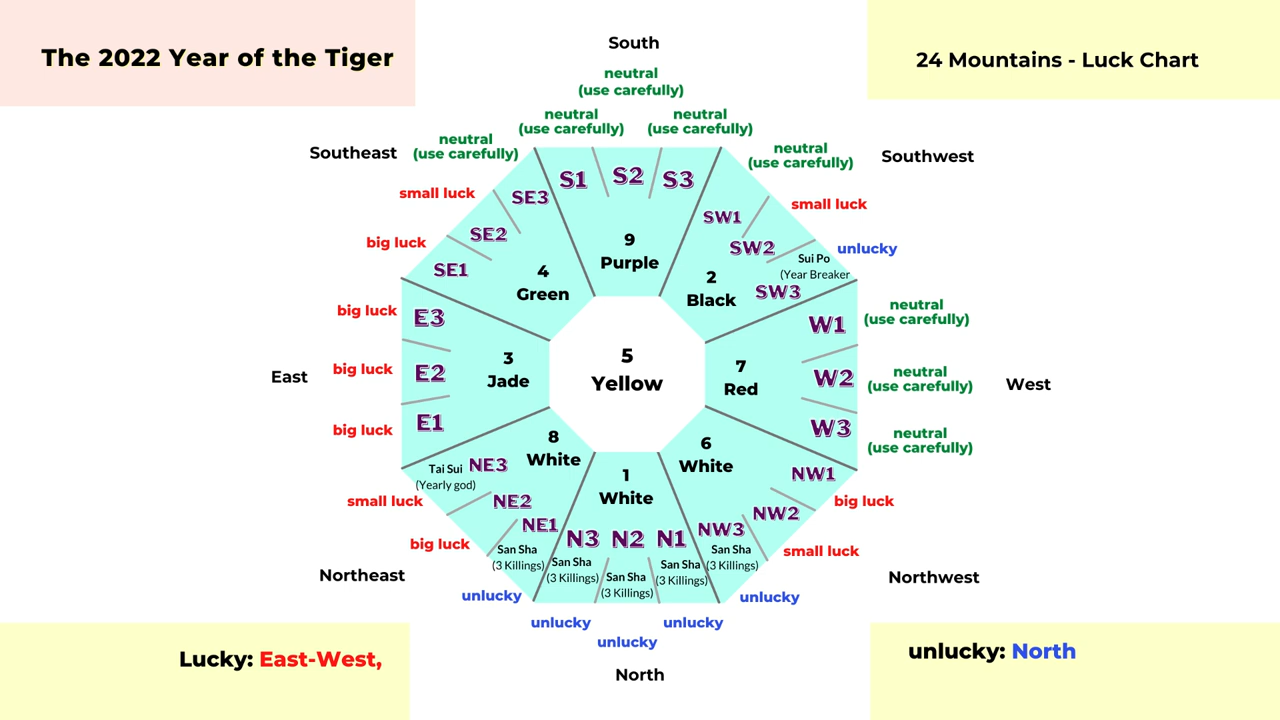 The 2022 Year of the Tiger
24 Mountains - Luck Chart
South
neutral
(use carefully)
neutral
(use carefully)
neutral
(use carefully)
Southeast
neutral
(use carefully)
neutral
(use carefully)
Southwest
small luck
small luck
big luck
unlucky
S1
S2
S3
SE3
SW1
SE2
SW2
SE1
Sui Po
(Year Breaker
SW3
9
Purple
4
Green
2
Black
big luck
E3
W1
neutral
(use carefully)
East
big luck
E2
3
Jade
5
Yellow
7
Red
W2
neutral
(use carefully)
West
big luck
E1
W3
neutral
(use carefully)
8
White
1
White
6
White
Tai Sui
(Yearly god)
NE3
NW1
small luck
big luck
NE2
NW2
NE1
N3
N2
N1
NW3
big luck
small luck
San Sha
(3 Killings)
San Sha
(3 Killings)
San Sha
(3 Killings)
San Sha
(3 Killings)
San Sha
(3 Killings)
Northeast
Northwest
unlucky
unlucky
unlucky
unlucky
unlucky
North
Lucky: East-West,
unlucky: North